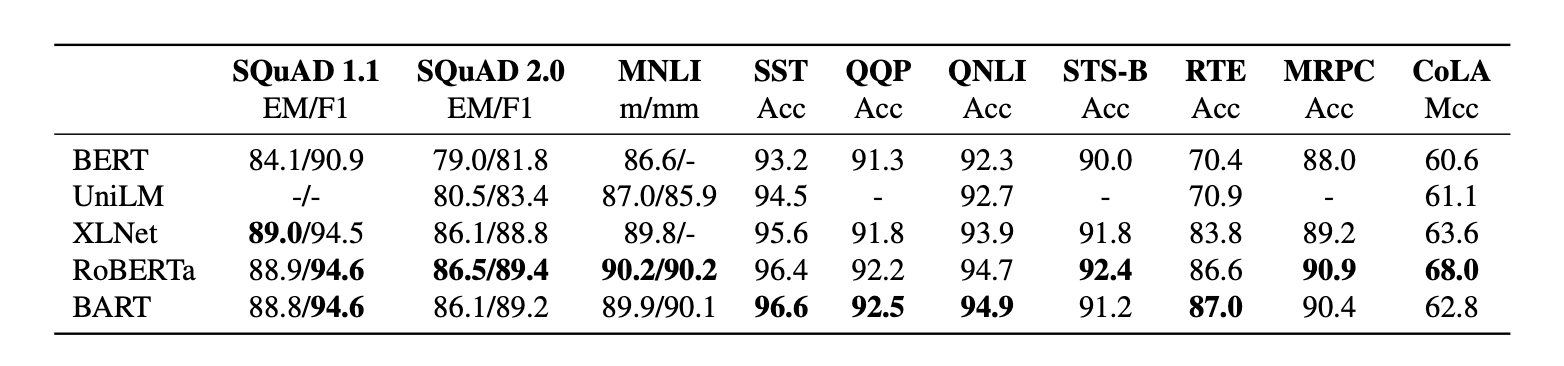 SQuAD 1.1 SQuAD 2.0 MNLI SST QQP QNLI STS-B RTE MRPC CoLA
EM/F1 EM/F1 m/mm Acc Acc Acc Acc Acc Acc Mcc
BERT 84.1/90.9 79.0/81.8 86.6/- 93.2 91.3 92.3 90.0 70.4 88.0 60.6
UniLM -/- 80.5/83.4 87.0/85.9 94.5 - 92.7 - 70.9 - 61.1
XLNet 89.0/94.5 86.1/88.8 89.8/- 95.6 91.8 93.9 91.8 83.8 89.2 63.6
RoBERTa 88.9/94.6 86.5/89.4 90.2/90.2 96.4 92.2 94.7 92.4 86.6 90.9 68.0
BART 88.8/94.6 86.1/89.2 89.9/90.1 96.6 92.5 94.9 91.2 87.0 90.4 62.8